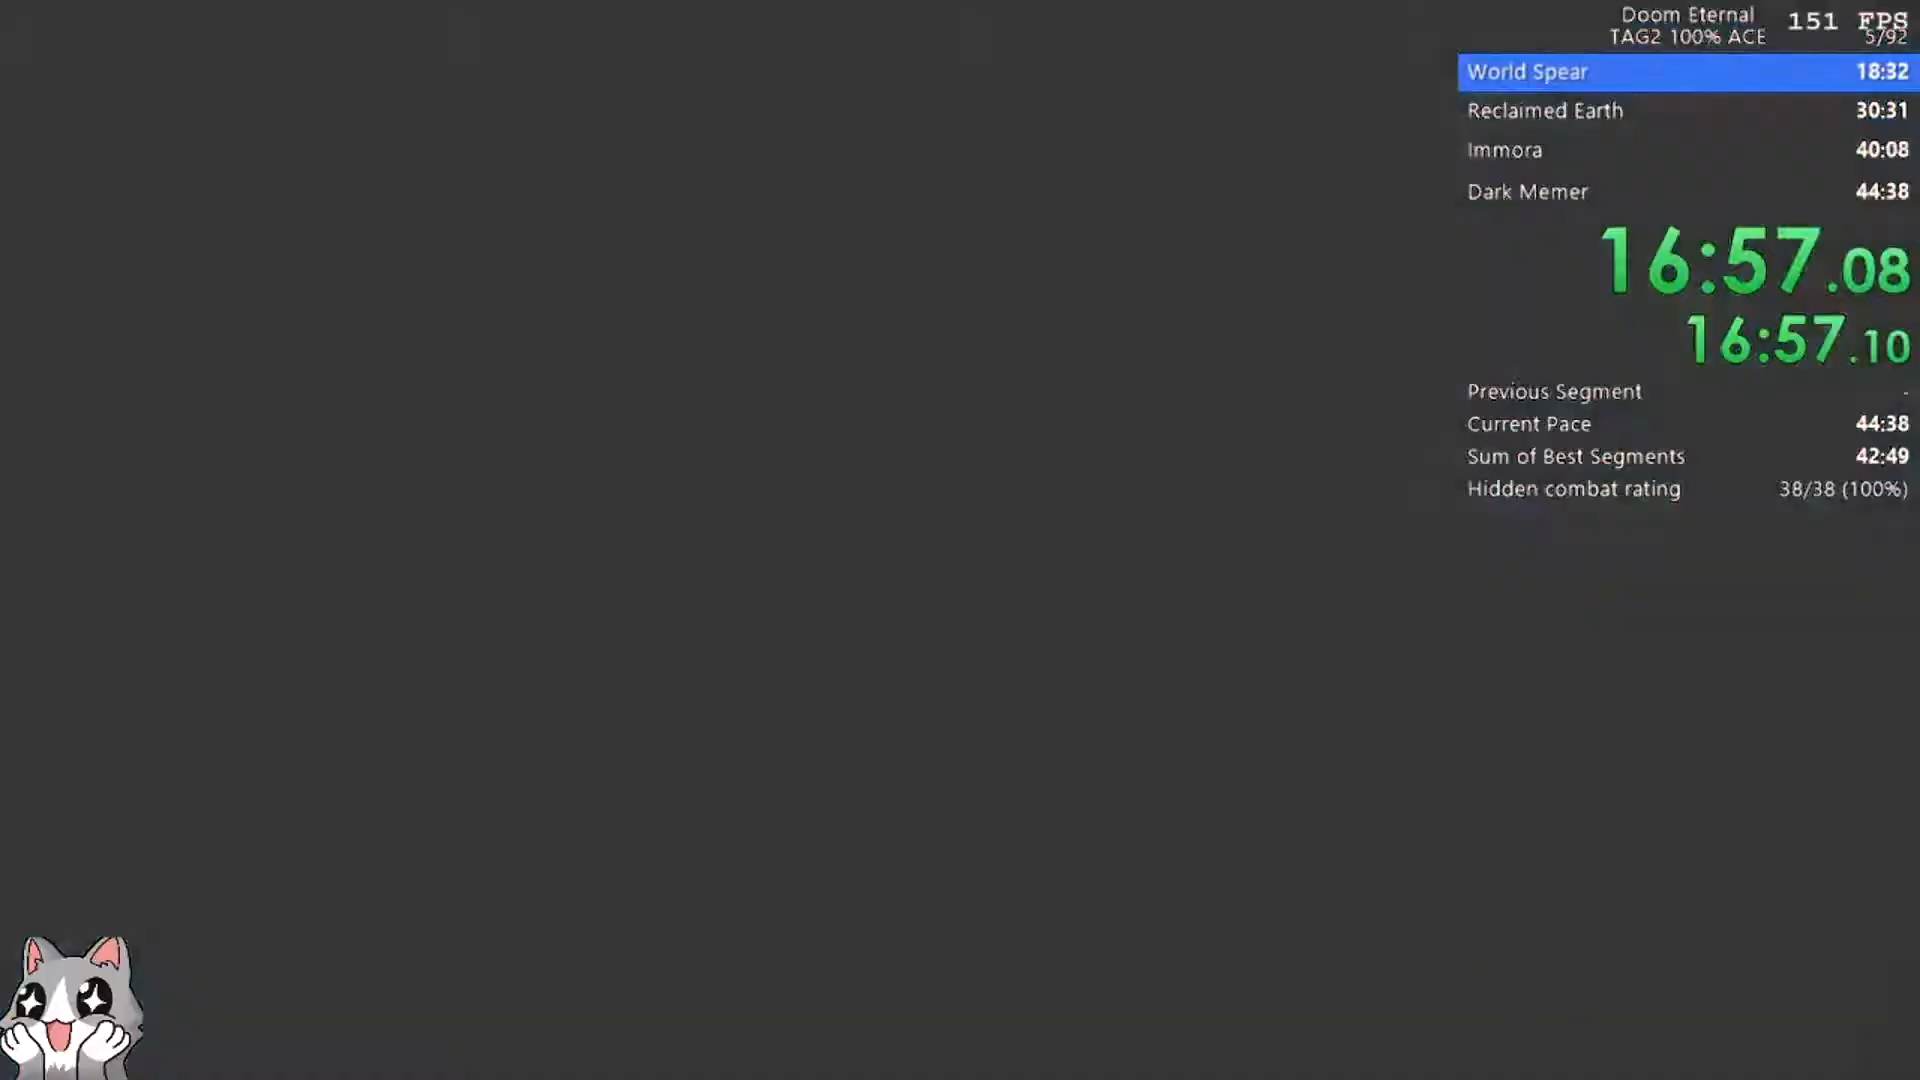 Doom Eternal
TAG2 100% ACE
151 FPS
5/92
World Spear 18:32
Reclaimed Earth 30:31
Immora 40:08
Dark Memer 44:38
16:57.08
16:57.10
Previous Segment -
Current Pace 44:38
Sum of Best Segments 42:49
Hidden combat rating 38/38 (100%)